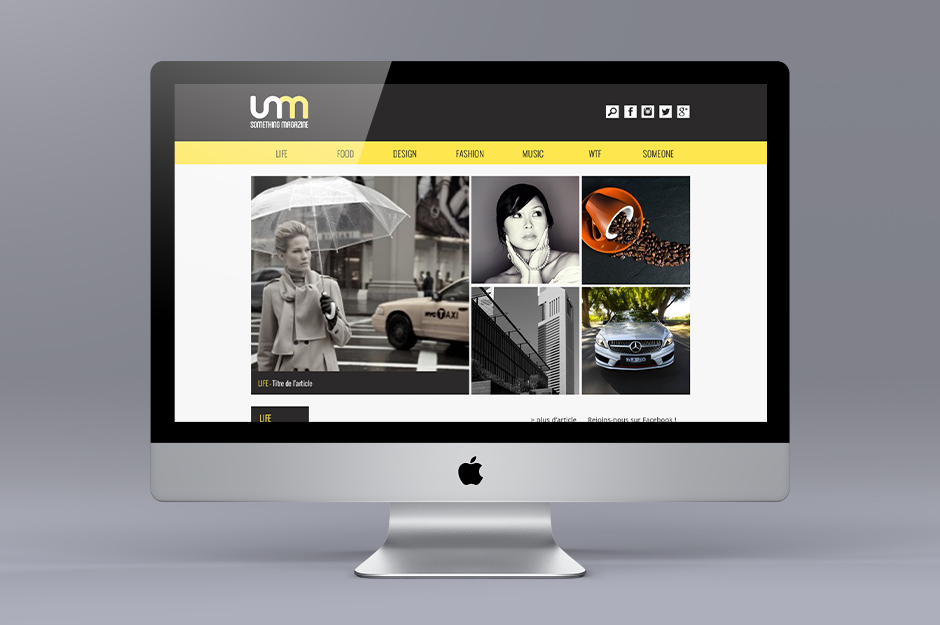 SOMETHING MAGAZINE
LIFE FOOD DESIGN FASHION MUSIC WTF SOMEONE
NYC TAXI
LIFE - Titre de l'article
LIFE
> plus d'article Rejoins-nous sur Facebook !